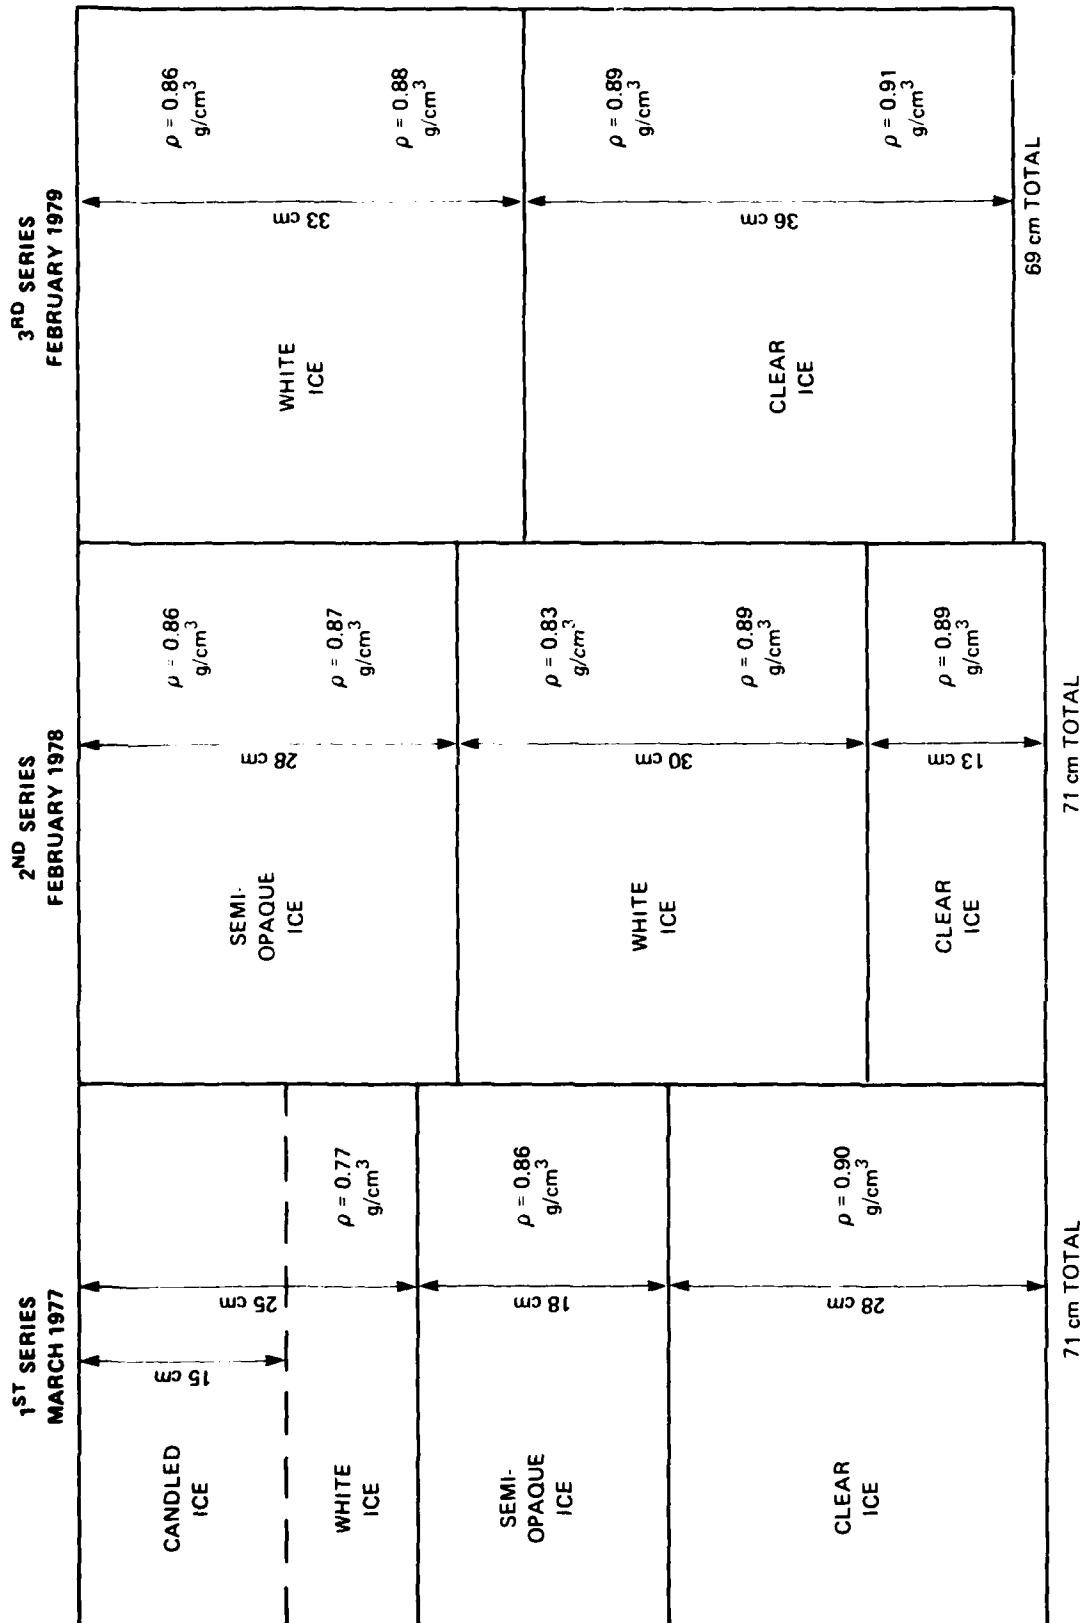 1ST SERIES
MARCH 1977
CANDLED
ICE
15 cm
25 cm
WHITE
ICE
ρ = 0.77
g/cm³
SEMI-
OPAQUE
ICE
18 cm
ρ = 0.86
g/cm³
CLEAR
ICE
28 cm
ρ = 0.90
g/cm³
71 cm TOTAL
2ND SERIES
FEBRUARY 1978
SEMI-
OPAQUE
ICE
28 cm
ρ = 0.86
g/cm³
ρ = 0.87
g/cm³
WHITE
ICE
30 cm
ρ = 0.83
g/cm³
ρ = 0.89
g/cm³
CLEAR
ICE
13 cm
ρ = 0.89
g/cm³
71 cm TOTAL
3RD SERIES
FEBRUARY 1979
WHITE
ICE
33 cm
ρ = 0.86
g/cm³
ρ = 0.88
g/cm³
CLEAR
ICE
36 cm
ρ = 0.89
g/cm³
ρ = 0.91
g/cm³
69 cm TOTAL